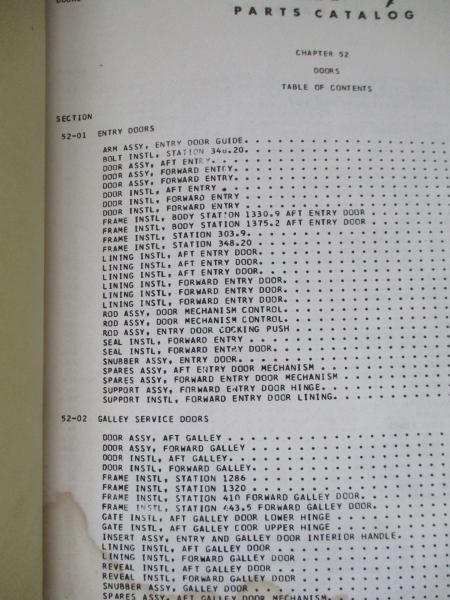 PARTS CATALOG
CHAPTER 52
DOORS
TABLE OF CONTENTS
SECTION
52-01 ENTRY DOORS
ARM ASSY, ENTRY DOOR GUIDE.
BOLT INSTL, STATION 348.20.
DOOR ASSY, AFT ENTRY.
DOOR ASSY, FORWARD ENTRY.
DOOR ASSY, FORWARD ENTRY.
DOOR INSTL, AFT ENTRY
DOOR INSTL, FORWARD ENTRY
DOOR INSTL, FORWARD ENTRY
FRAME INSTL, BODY STATION 1330.9 AFT ENTRY DOOR
FRAME INSTL, BODY STATION 1375.2 AFT ENTRY DOOR
FRAME INSTL, STATION 303.9.
FRAME INSTL, STATION 348.20
LINING INSTL, AFT ENTRY DOOR.
LINING INSTL, AFT ENTRY DOOR.
LINING INSTL, AFT ENTRY DOOR.
LINING INSTL, FORWARD ENTRY DOOR.
LINING INSTL, FORWARD ENTRY DOOR.
LINING INSTL, FORWARD ENTRY DOOR.
ROD ASSY, DOOR MECHANISM CONTROL.
ROD ASSY, DOOR MECHANISM CONTROL.
ROD ASSY, ENTRY DOOR COCKING PUSH
SEAL INSTL, FORWARD ENTRY
SEAL INSTL, FORWARD ENTRY DOOR.
SNUBBER ASSY, ENTRY DOOR.
SPARES ASSY, AFT ENTRY DOOR MECHANISM
SPARES ASSY, FORWARD ENTRY DOOR MECHANISM
SUPPORT ASSY, FORWARD ENTRY DOOR HINGE.
SUPPORT INSTL, FORWARD ENTRY DOOR LINING.
52-02 GALLEY SERVICE DOORS
DOOR ASSY, AFT GALLEY
DOOR ASSY, FORWARD GALLEY
DOOR INSTL, AFT GALLEY.
DOOR INSTL, FORWARD GALLEY.
FRAME INSTL, STATION 1286
FRAME INSTL, STATION 1320
FRAME INSTL, STATION 410 FORWARD GALLEY DOOR.
FRAME INSTL, STATION 443.5 FORWARD GALLEY DOOR.
GATE INSTL, AFT GALLEY DOOR LOWER HINGE
GATE INSTL, AFT GALLEY DOOR UPPER HINGE
INSERT ASSY, ENTRY AND GALLEY DOOR INTERIOR HANDLE.
LINING INSTL, AFT GALLEY DOOR
LINING INSTL, FORWARD GALLEY DOOR
REVEAL INSTL, AFT GALLEY DOOR
REVEAL INSTL, FORWARD GALLEY DOOR
SNUBBER ASSY, GALLEY DOOR
SPARES ASSY, AFT GALLEY DOOR MECHANISM.